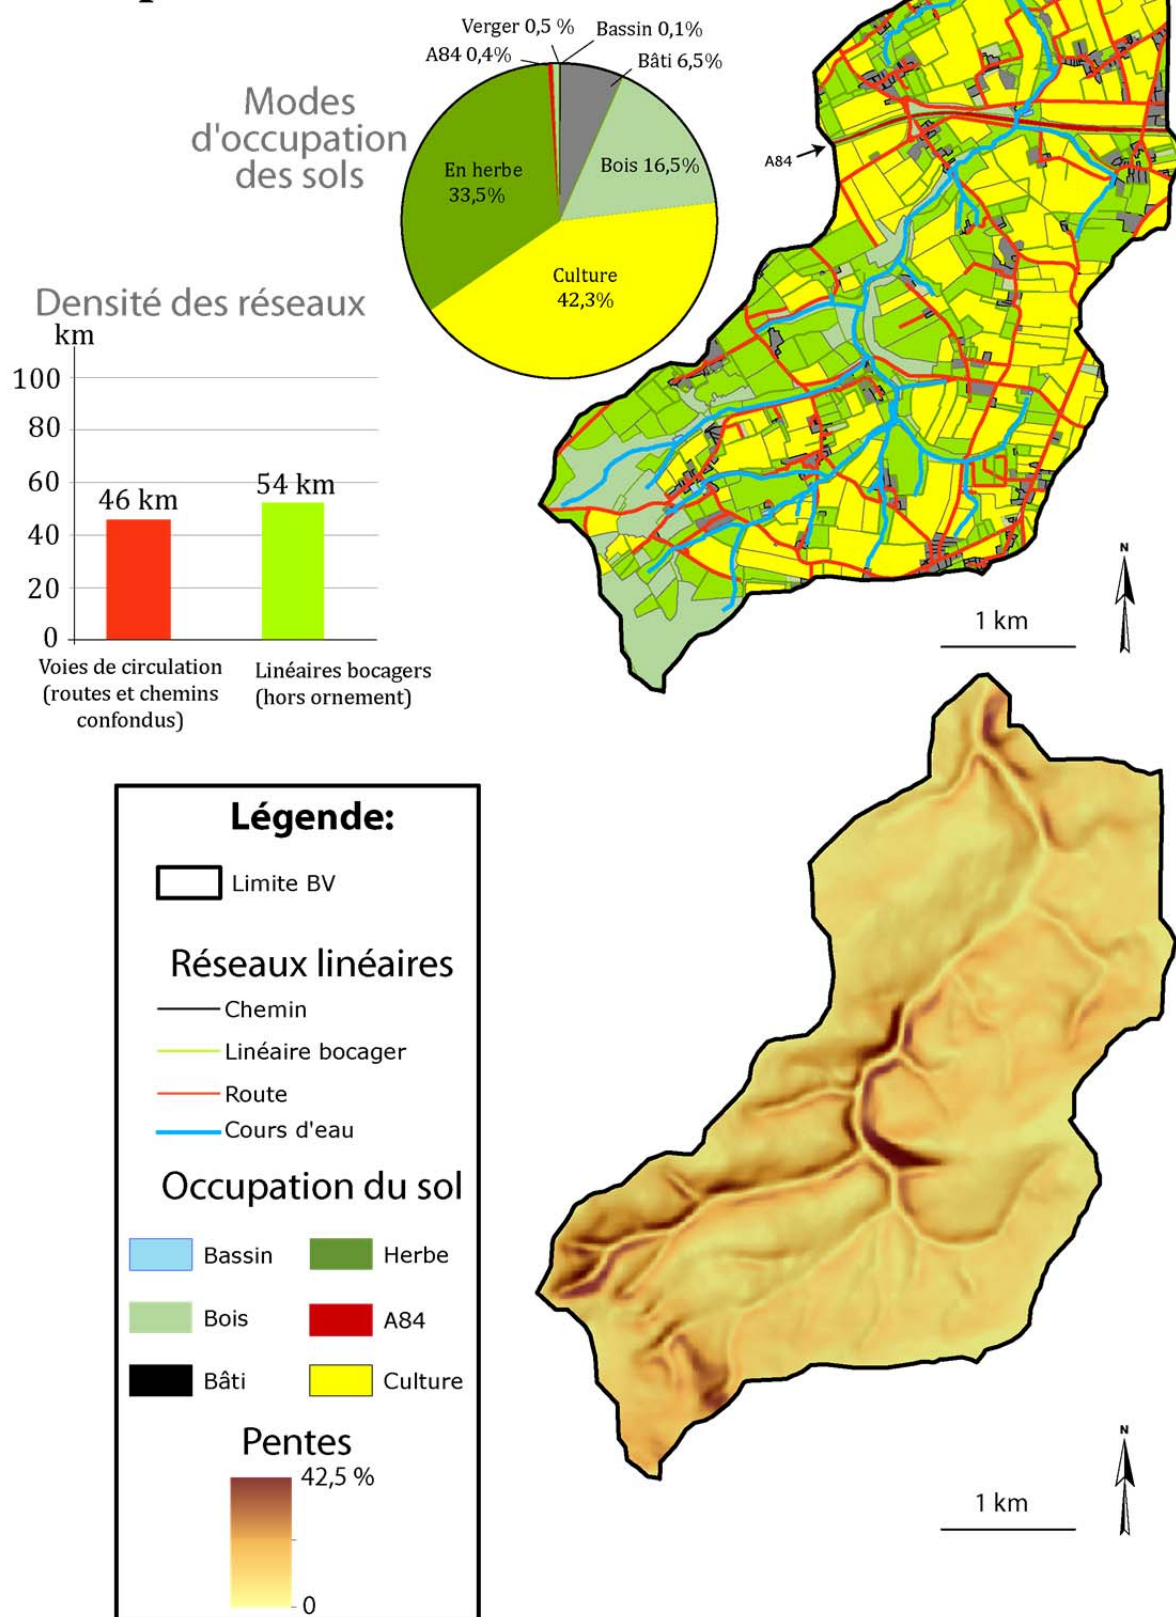 Verger 0,5 %
Bassin 0,1%
A84 0,4%
Bâti 6,5%
Modes
d'occupation
des sols
En herbe
33,5%
Bois 16,5%
Culture
42,3%
A84
Densité des réseaux
km
100
80
60
40
20
0
46 km
54 km
Voies de circulation
(routes et chemins
confondus)
Linéaires bocagers
(hors ornement)
N
1 km
Légende:
Limite BV
Réseaux linéaires
Chemin
Linéaire bocager
Route
Cours d'eau
Occupation du sol
Bassin
Herbe
Bois
A84
Bâti
Culture
Pentes
42,5 %
0
N
1 km